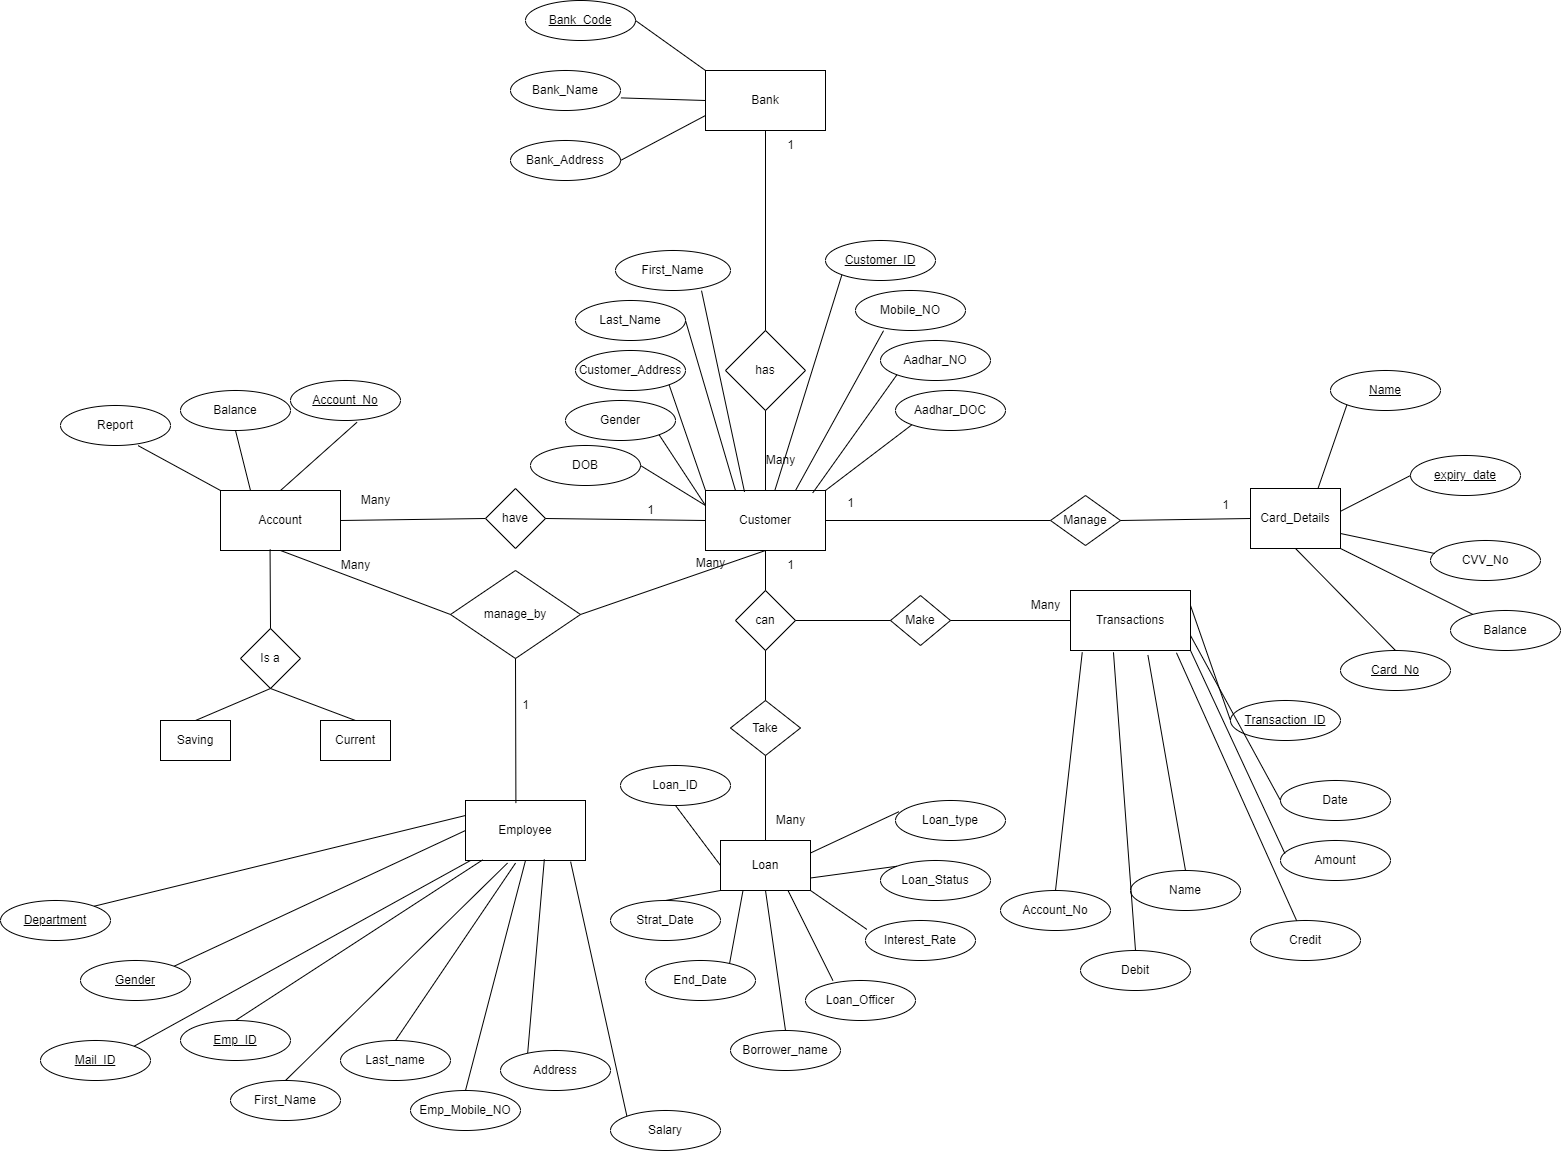 Bank_Code
Bank_Name
Bank
Bank_Address
1
Customer_ID
First_Name
Mobile_NO
Last_Name
Aadhar_NO
Customer_Address
has
Name
Account_No
Balance
Aadhar_DOC
Gender
Report
Many
DOB
expiry_date
Many
1
1
1
Account
have
Customer
Manage
Card_Details
Many
Many
1
CVV_No
Many
manage_by
can
Make
Transactions
Balance
Is a
Card_No
1
Transaction_ID
Take
Saving
Current
Loan_ID
Date
Many
Loan_type
Employee
Amount
Loan
Loan_Status
Name
Account_No
Department
Strat_Date
Interest_Rate
Credit
Debit
Gender
End_Date
Loan_Officer
Emp_ID
Borrower_name
Mail_ID
Last_name
Address
First_Name
Emp_Mobile_NO
Salary